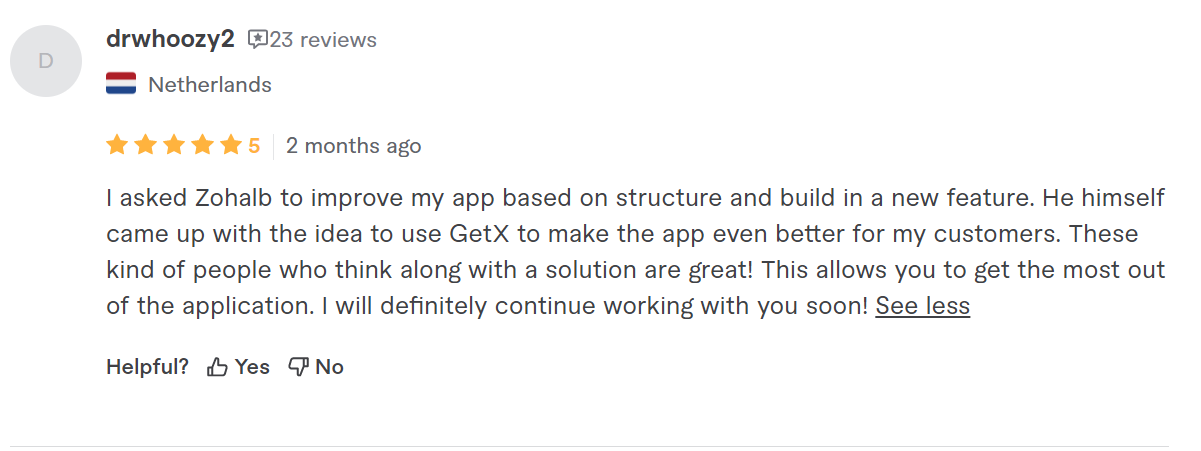 D
drwhoozy2 23 reviews
Netherlands
5 2 months ago
I asked Zohalb to improve my app based on structure and build in a new feature. He himself
came up with the idea to use GetX to make the app even better for my customers. These
kind of people who think along with a solution are great! This allows you to get the most out
of the application. I will definitely continue working with you soon! See less
Helpful? Yes No